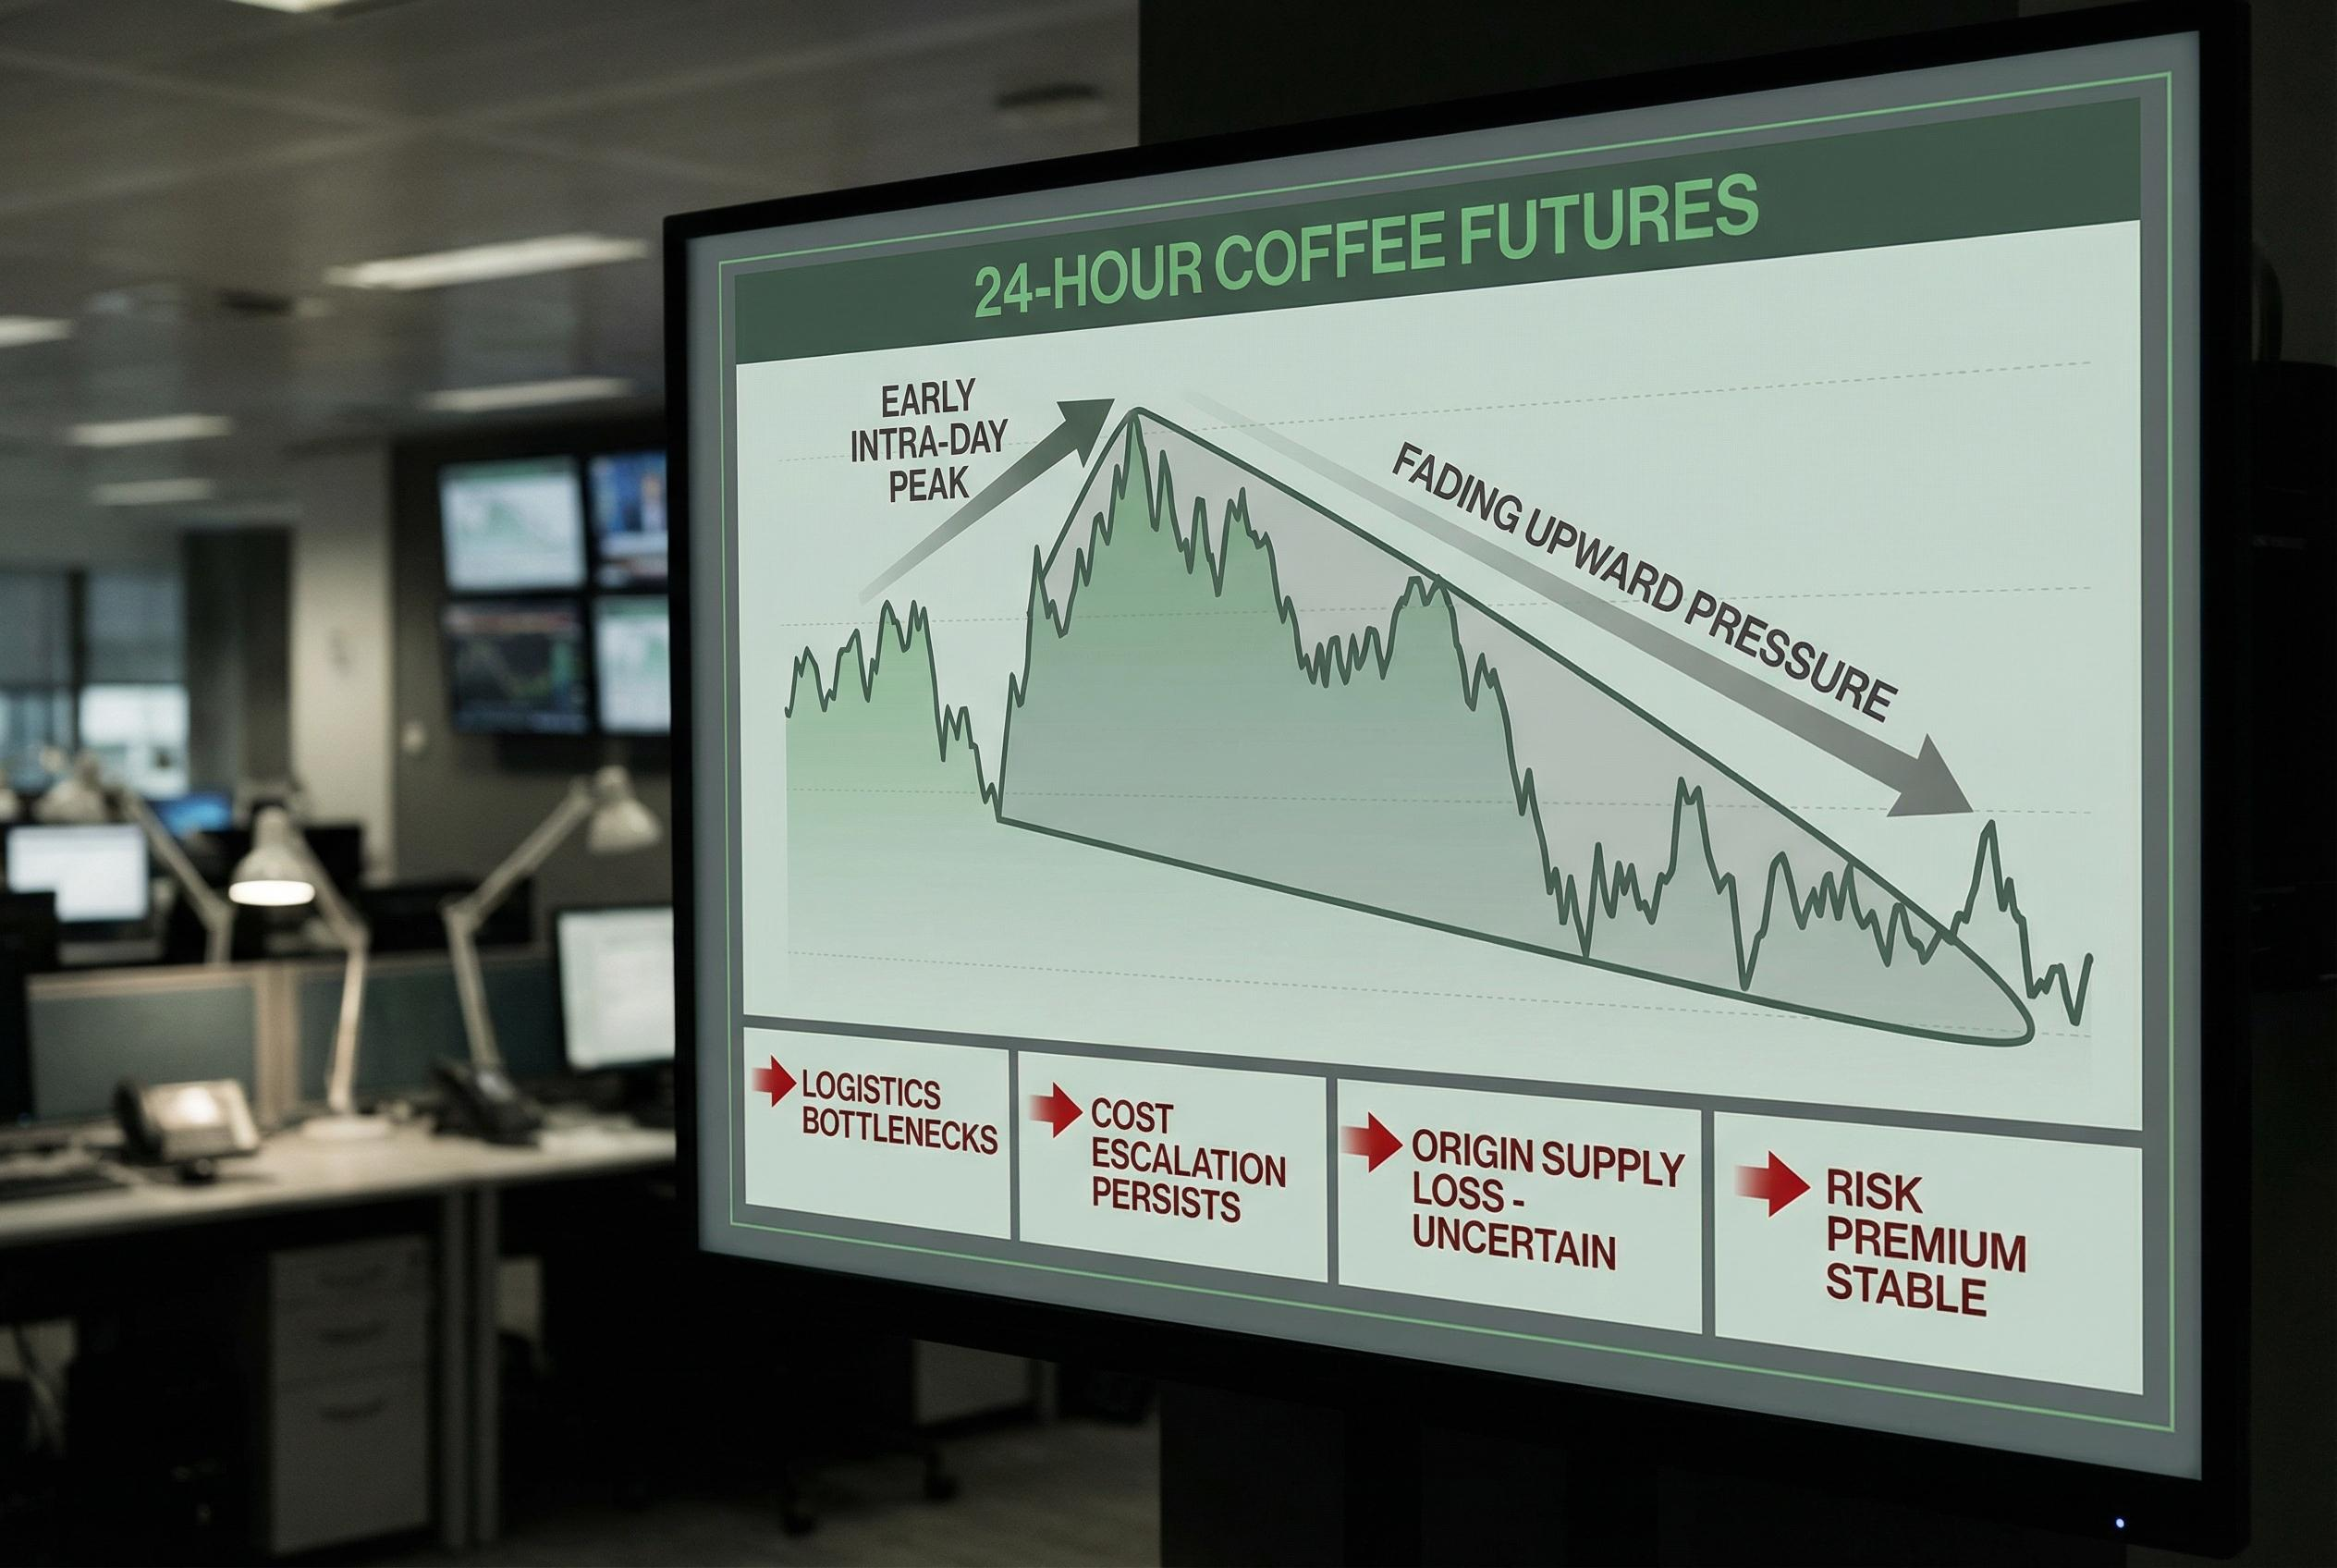 24-HOUR COFFEE FUTURES
EARLY
INTRA-DAY
PEAK
FADING UPWARD PRESSURE
LOGISTICS
BOTTLENECKS
COST
ESCALATION
PERSISTS
ORIGIN SUPPLY
LOSS -
UNCERTAIN
RISK
PREMIUM
STABLE